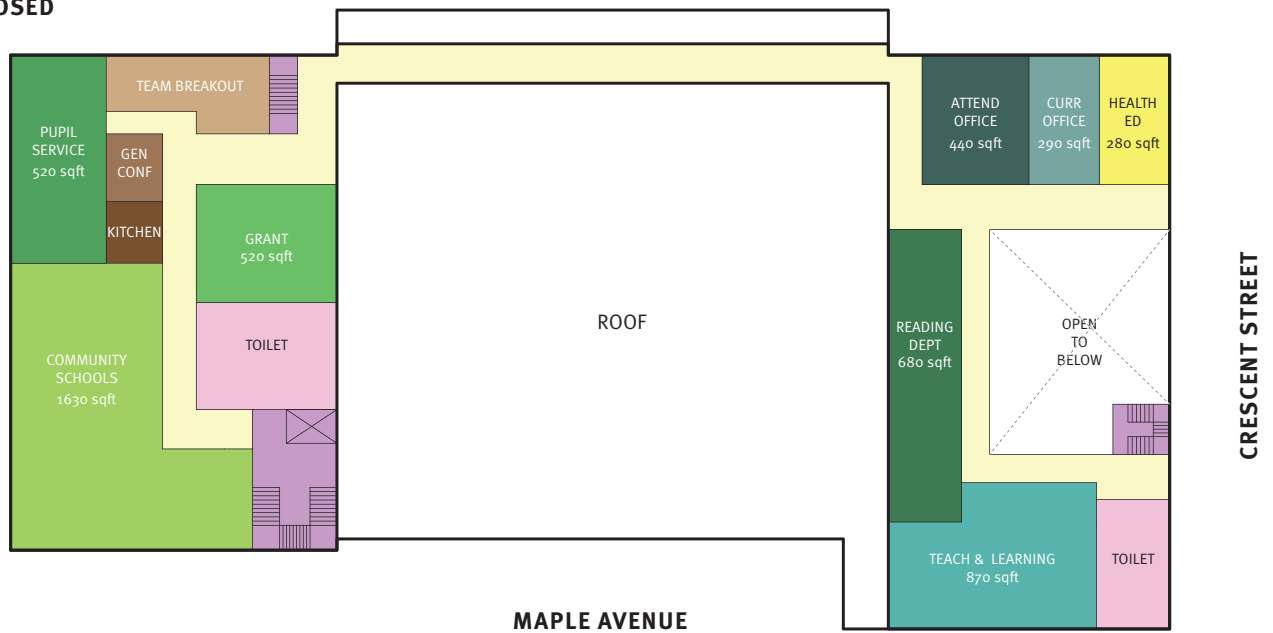 OSED
TEAM BREAKOUT
PUPIL
SERVICE
520 sqft
GEN
CONF
KITCHEN
GRANT
520 sqft
TOILET
COMMUNITY
SCHOOLS
1630 sqft
ROOF
ATTEND
OFFICE
440 sqft
CURR
OFFICE
290 sqft
HEALTH
ED
280 sqft
READING
DEPT
680 sqft
OPEN
TO
BELOW
TEACH & LEARNING
870 sqft
TOILET
CRESCENT STREET
MAPLE AVENUE